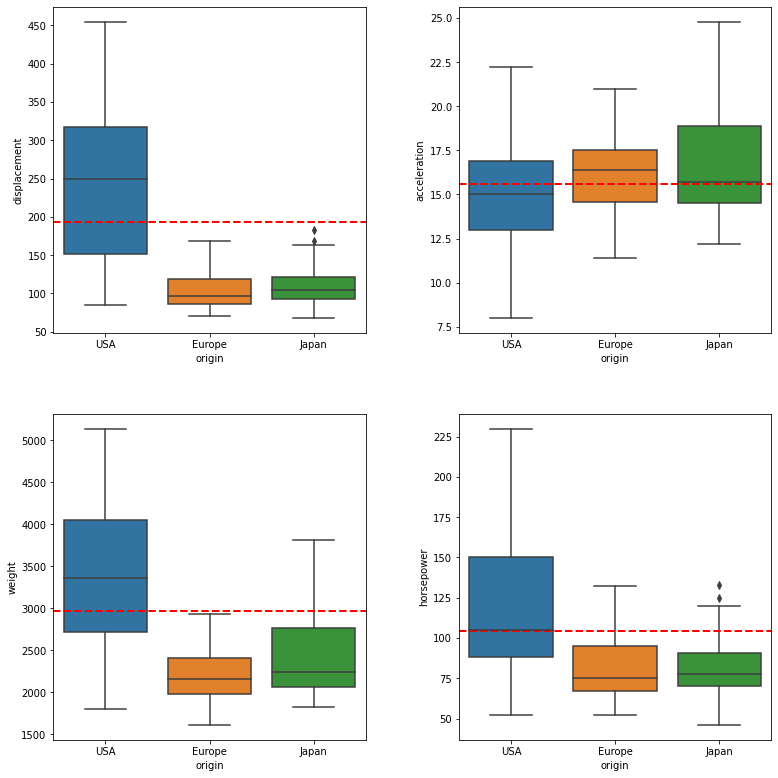 450
400
350
300
250
200
150
100
50
displacement
USA Europe Japan
origin
25.0
22.5
20.0
17.5
15.0
12.5
10.0
7.5
acceleration
USA Europe Japan
origin
5000
4500
4000
3500
3000
2500
2000
1500
weight
USA Europe Japan
origin
225
200
175
150
125
100
75
50
horsepower
USA Europe Japan
origin